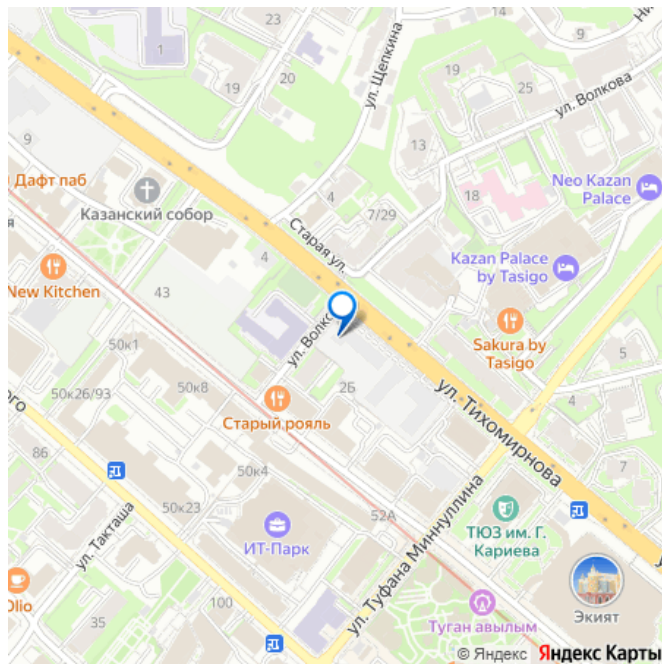 23
9
1
ул. Щепкина
19
20
19
25
ул. Волкова
9
13
Дафт паб
Казанский собор
4
7/29
18
Neo Kazan
Palace
Старая ул.
4
Kazan Palace
by Tasigo
New Kitchen
43
50к1
ул. Волко
Sakura by
Tasigo
5
50к26/93
50к8
2Б
ул. Тихомирнова
4
Старый рояль
86
50к4
7
50к23
52А
ул. Такташа
ИТ-Парк
ул. Туфана Миннуллина
ТЮЗ им. Г.
Кариева
Olio
100
35
Экият
Туган авылым
© Яндекс Яндекс Карты